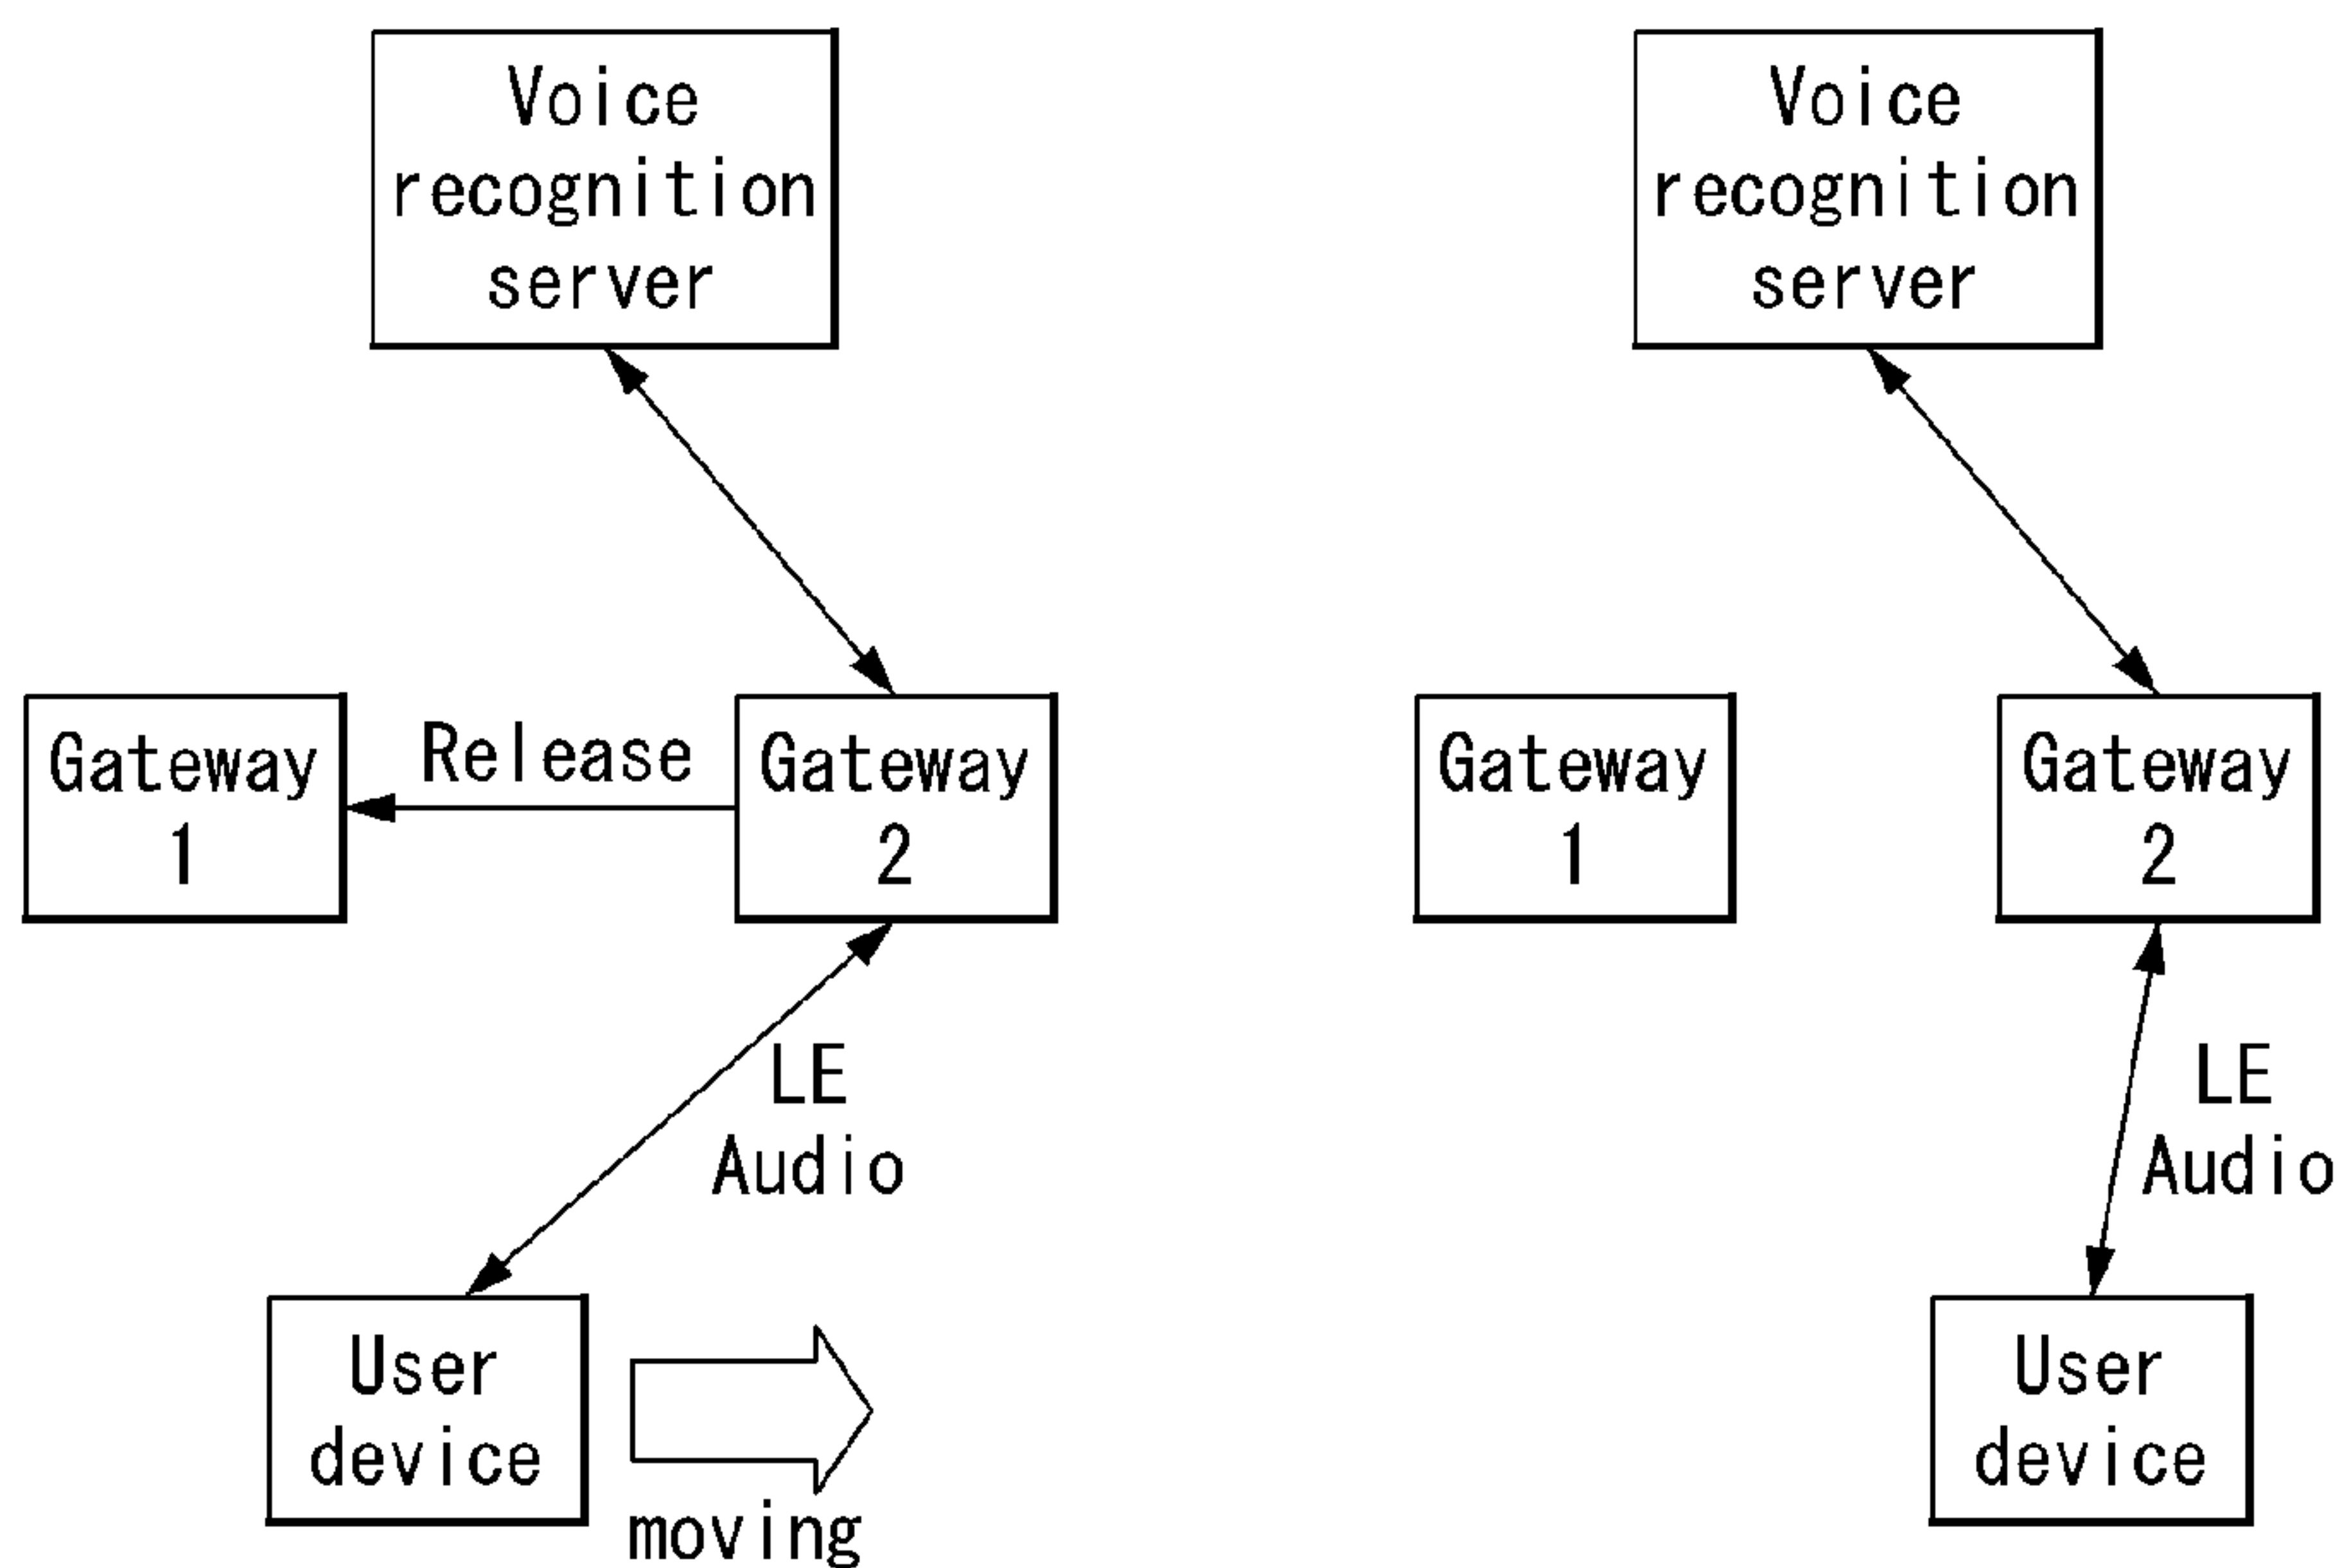 Voice
recognition
server
Gateway
1
Release
Gateway
2
LE
Audio
User
device
moving
Voice
recognition
server
Gateway
1
Gateway
2
LE
Audio
User
device